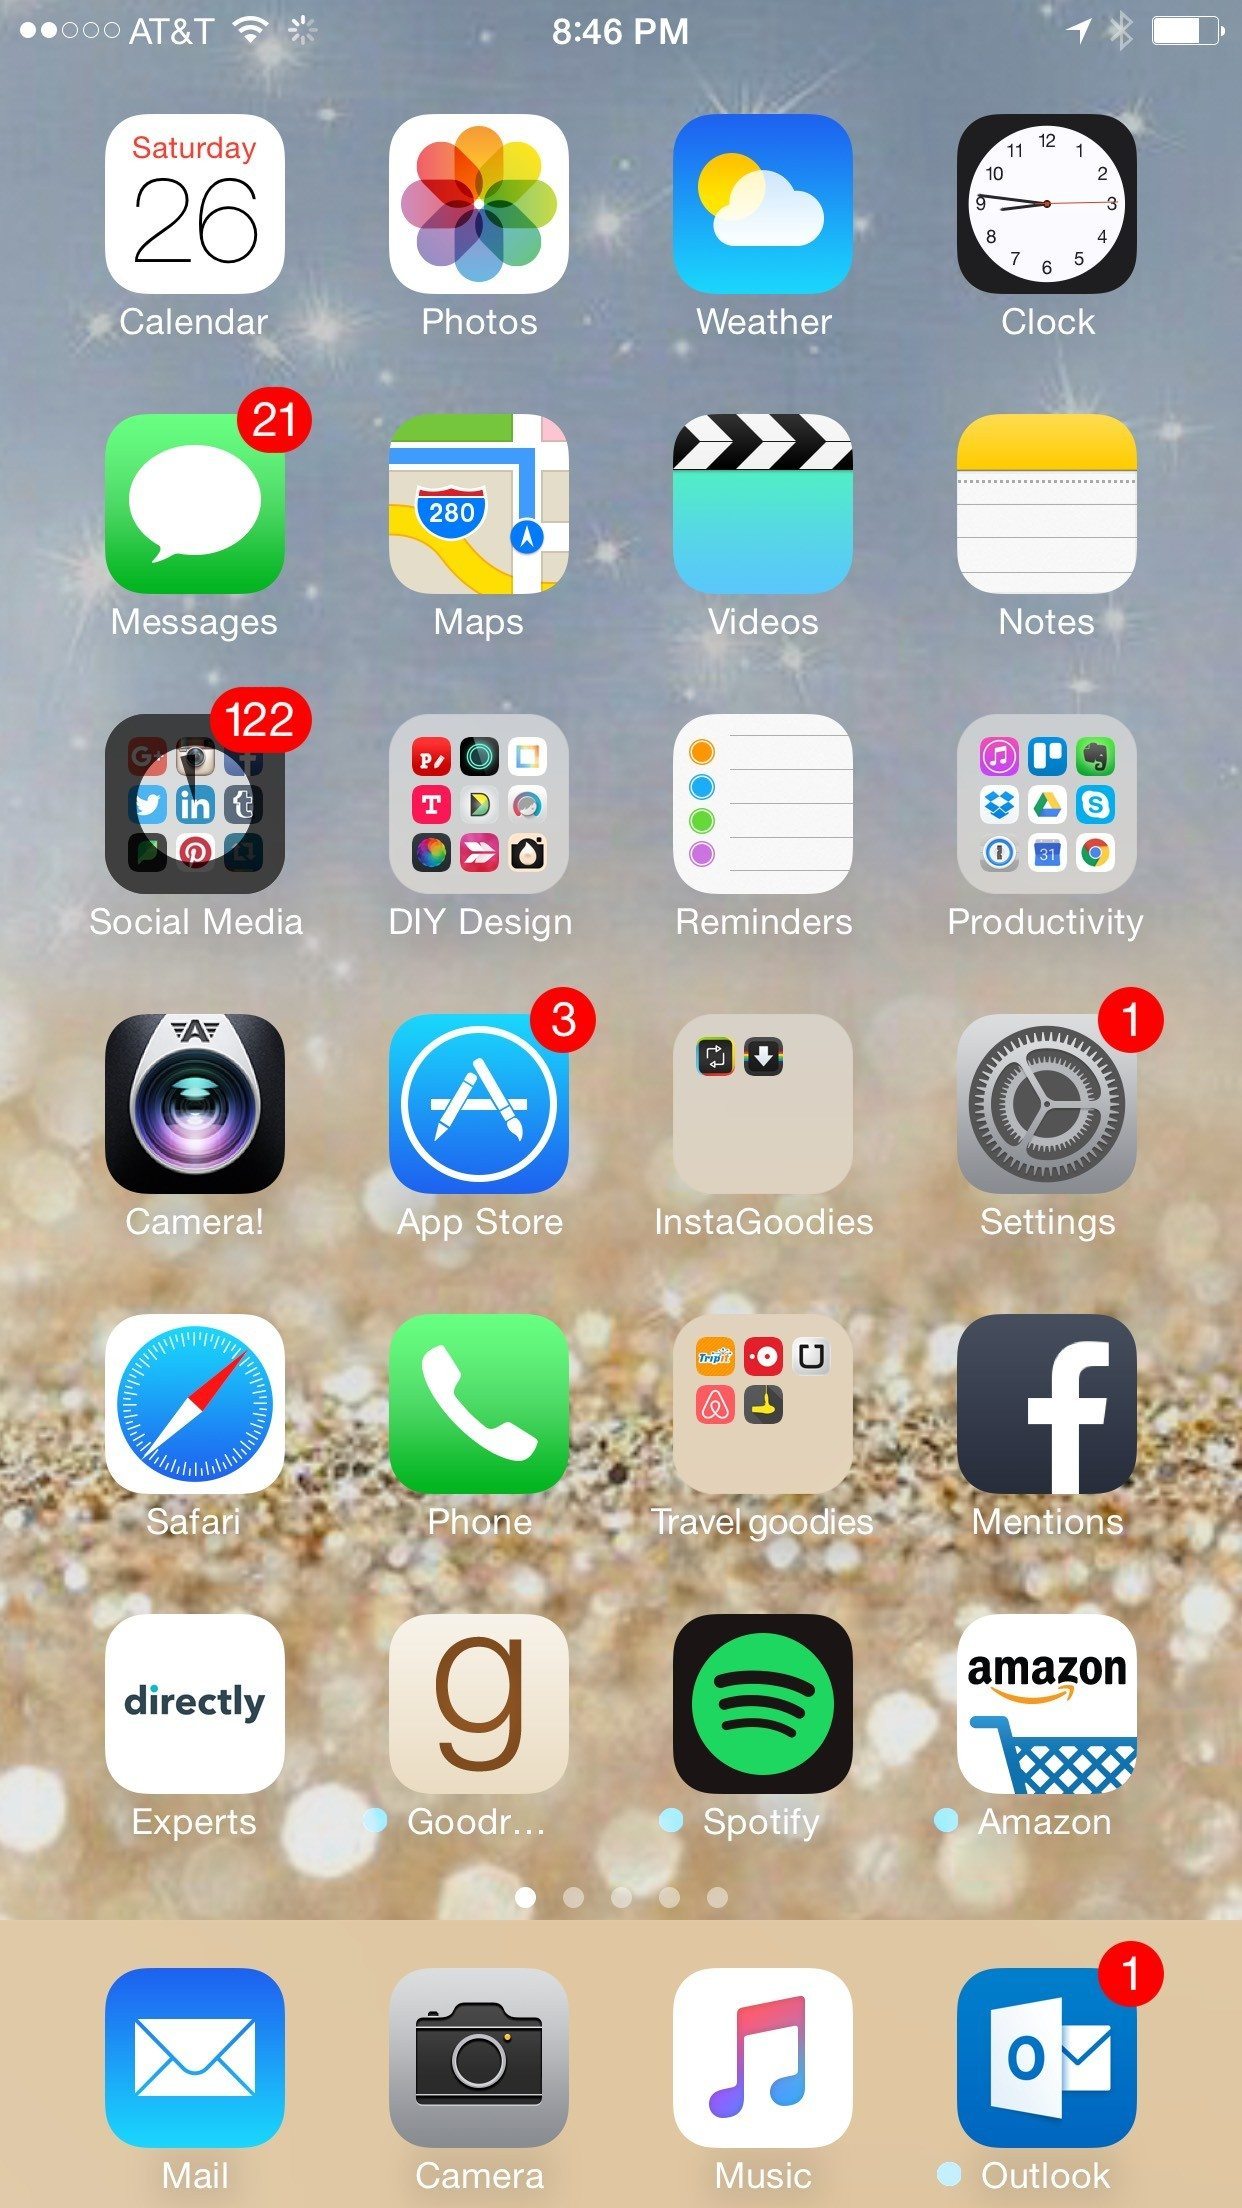 AT&T 8:46 PM
Saturday
26
12
11 1
10 2
9 3
8 4
7 5
6
Calendar Photos Weather Clock
21
280
Messages Maps Videos Notes
122
G+ f
in t
T
S
31
Social Media DIY Design Reminders Productivity
3 1
A
Camera! App Store InstaGoodies Settings
TripIt
f
Safari Phone Travel goodies Mentions
directly g amazon
Experts Goodr... Spotify Amazon
1
O
Mail Camera Music Outlook